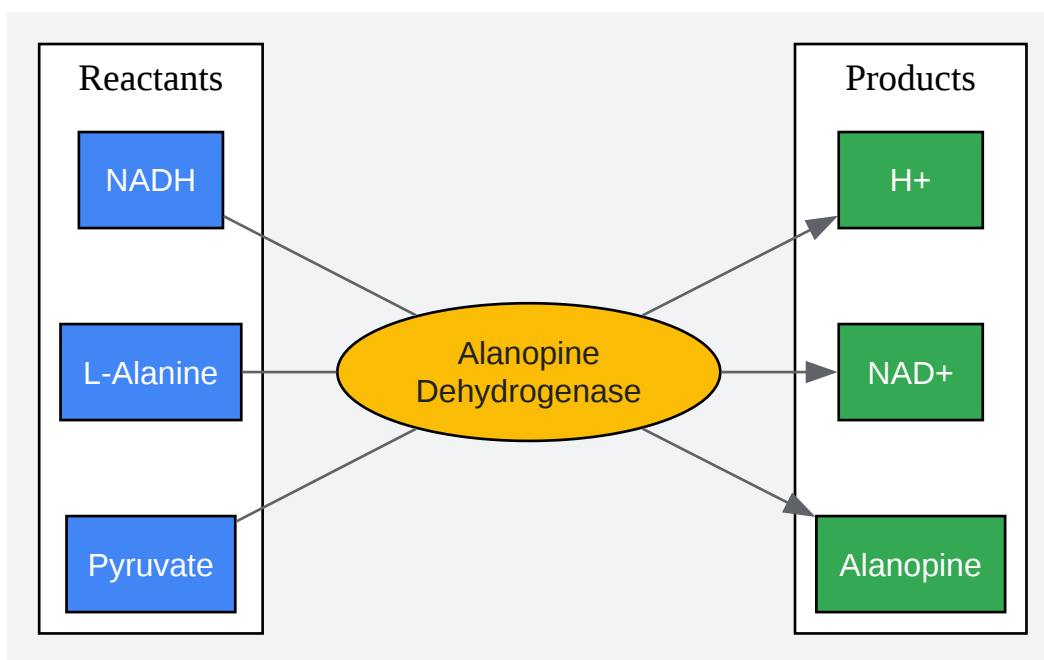 Reactants
NADH
L-Alanine
Pyruvate
Alanopine
Dehydrogenase
Products
H+
NAD+
Alanopine